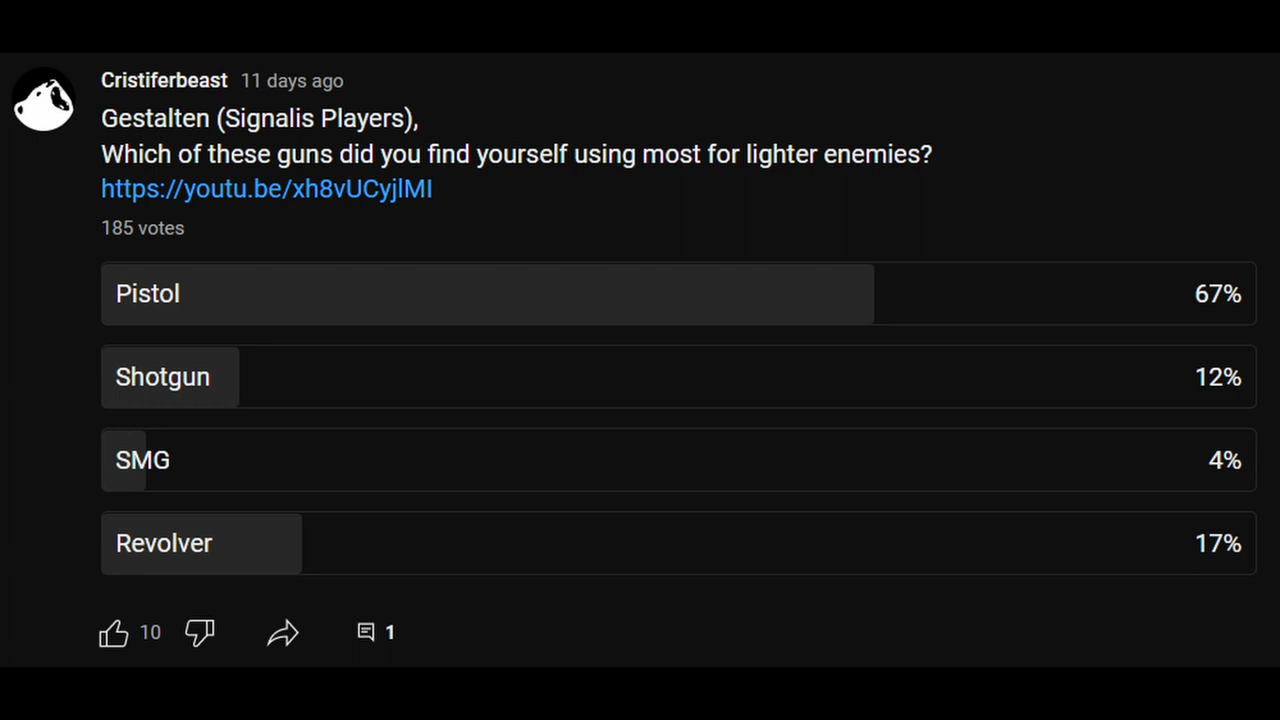 Cristiferbeast 11 days ago
Gestalten (Signalis Players),
Which of these guns did you find yourself using most for lighter enemies?
https://youtu.be/xh8vUCyjlMI
185 votes
Pistol 67%
Shotgun 12%
SMG 4%
Revolver 17%
10 1